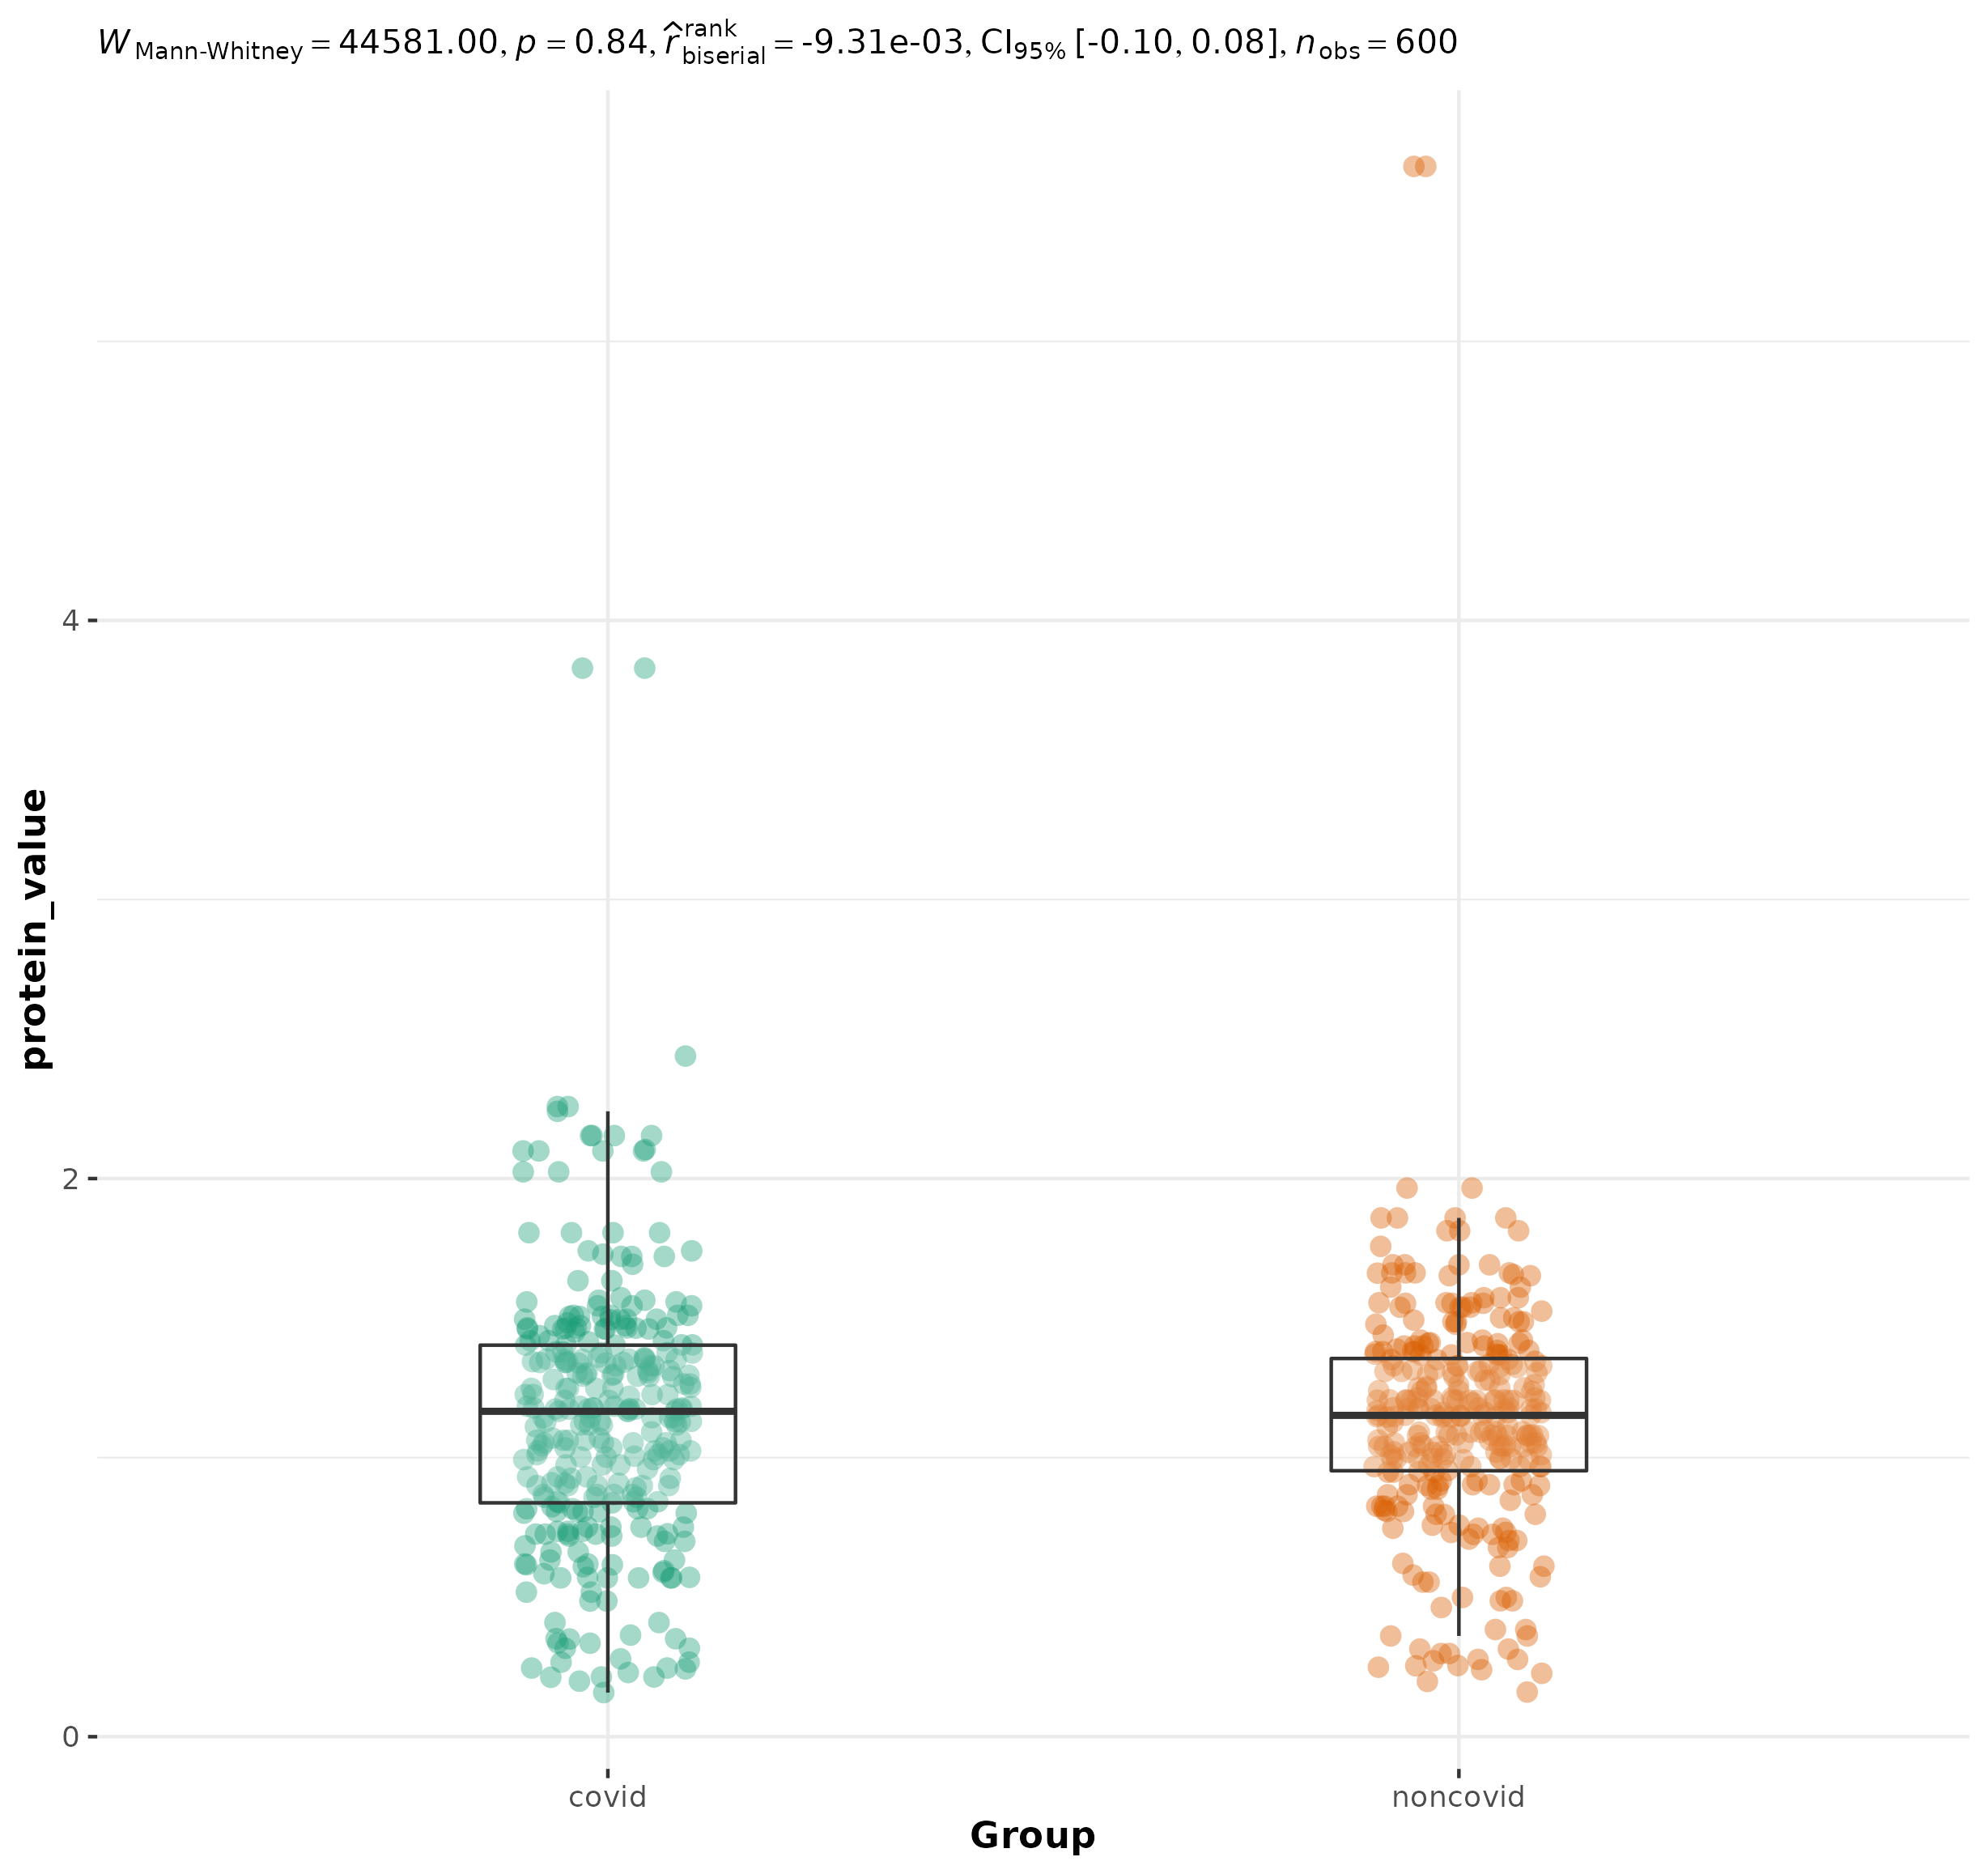 W Mann-Whitney = 44581.00, p = 0.84, r̂ rank biserial = -9.31e-03, CI95% [-0.10, 0.08], nobs = 600
protein_value
4
2
0
covid noncovid
Group